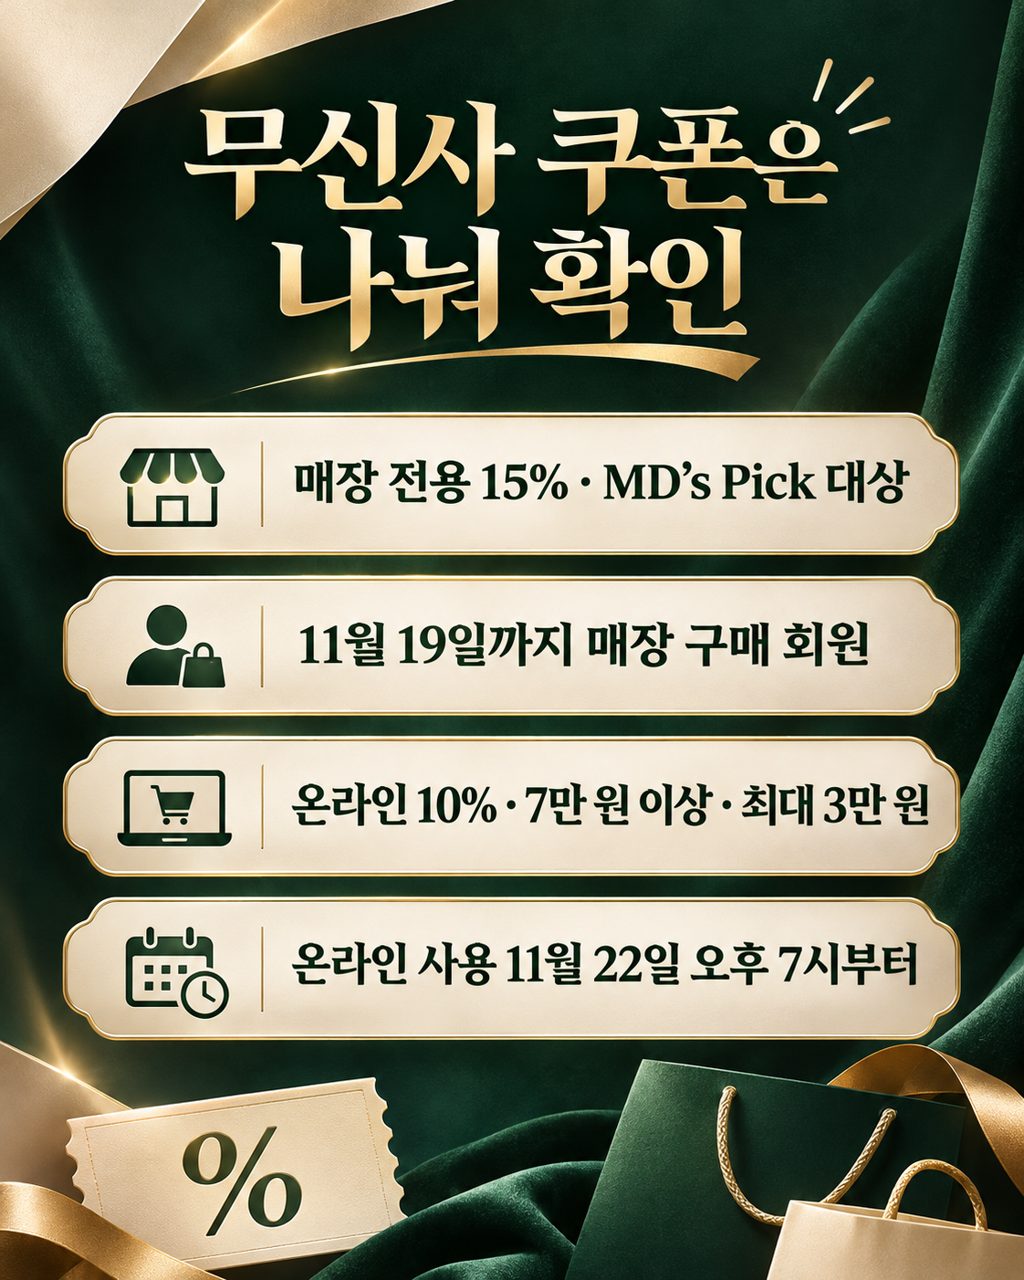 무신사 쿠폰은
나눠 확인
매장 전용 15% · MD's Pick 대상
11월 19일까지 매장 구매 회원
온라인 10% · 7만 원 이상 · 최대 3만 원
온라인 사용 11월 22일 오후 7시부터
%